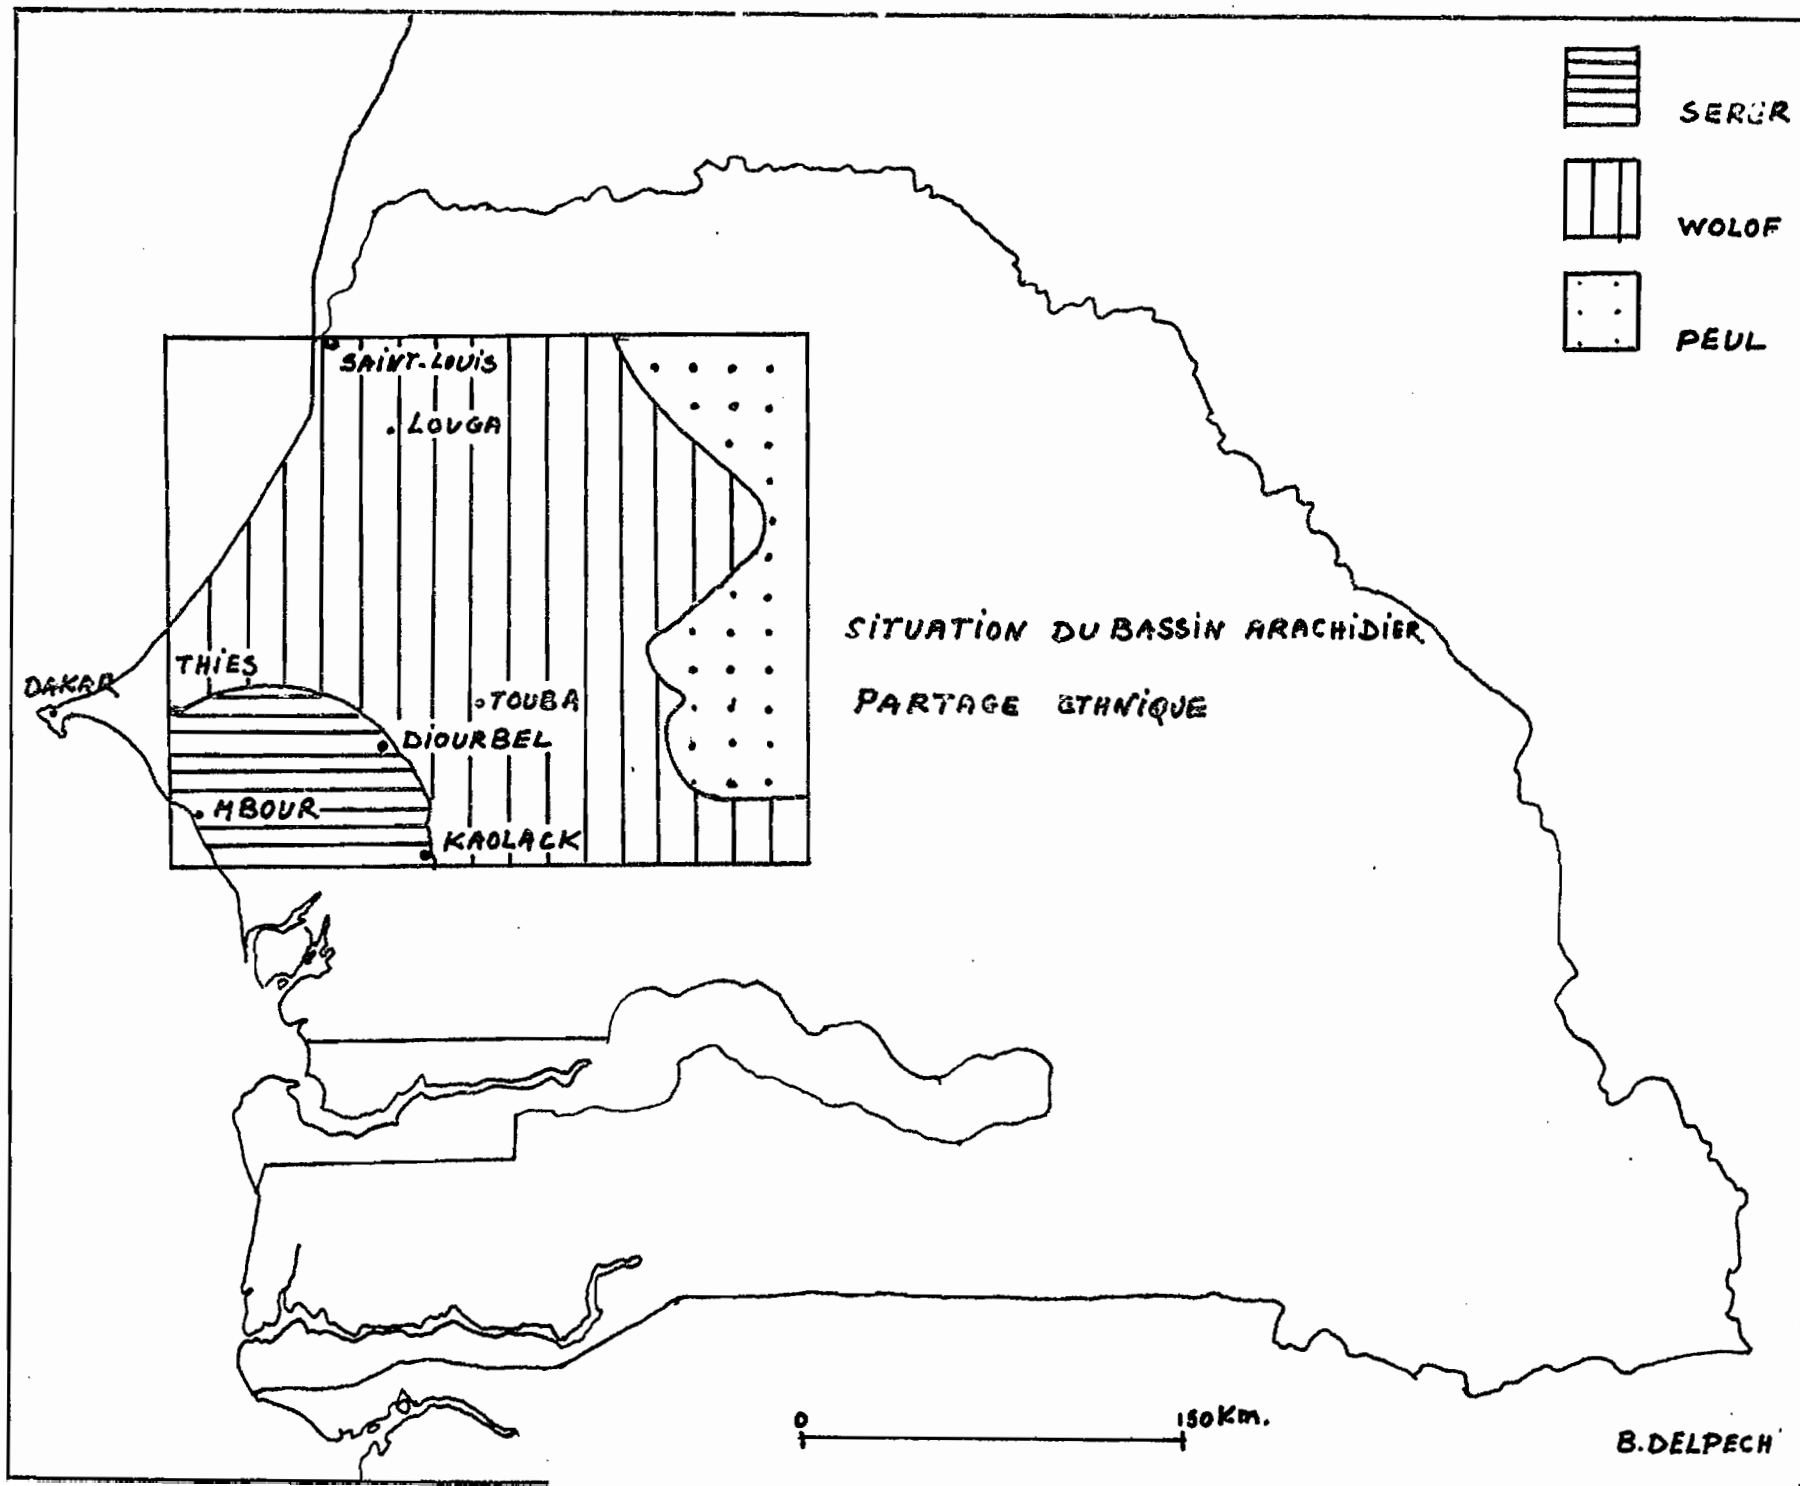 SERER
WOLOF
PEUL
SAINT-LOUIS
LOUGA
SITUATION DU BASSIN ARACHIDIER
PARTAGE ETHNIQUE
THIES
DAKAR
TOUBA
DIOURBEL
MBOUR
KAOLACK
0 150Km.
B.DELPECH